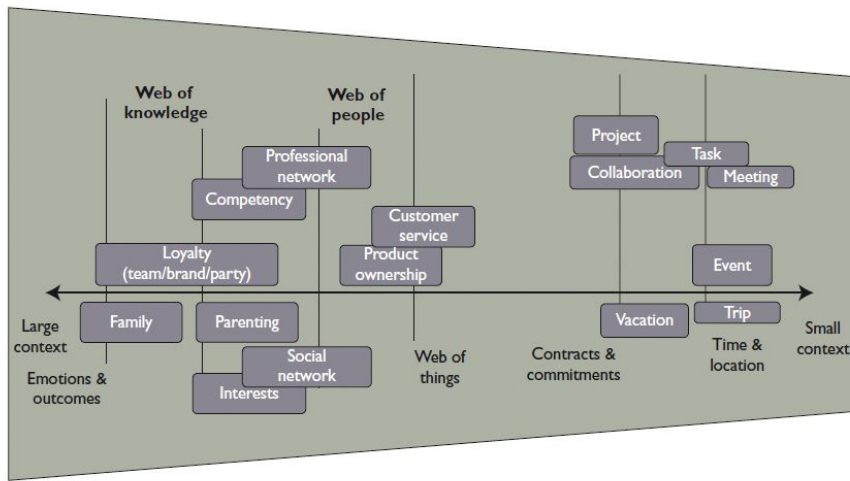 Web of
knowledge
Web of
people
Professional
network
Competency
Customer
service
Project
Collaboration
Task
Meeting
Loyalty
(team/brand/party)
Product
ownership
Event
Large
context
Family
Parenting
Social
network
Interests
Vacation
Trip
Small
context
Emotions &
outcomes
Web of
things
Contracts &
commitments
Time &
location